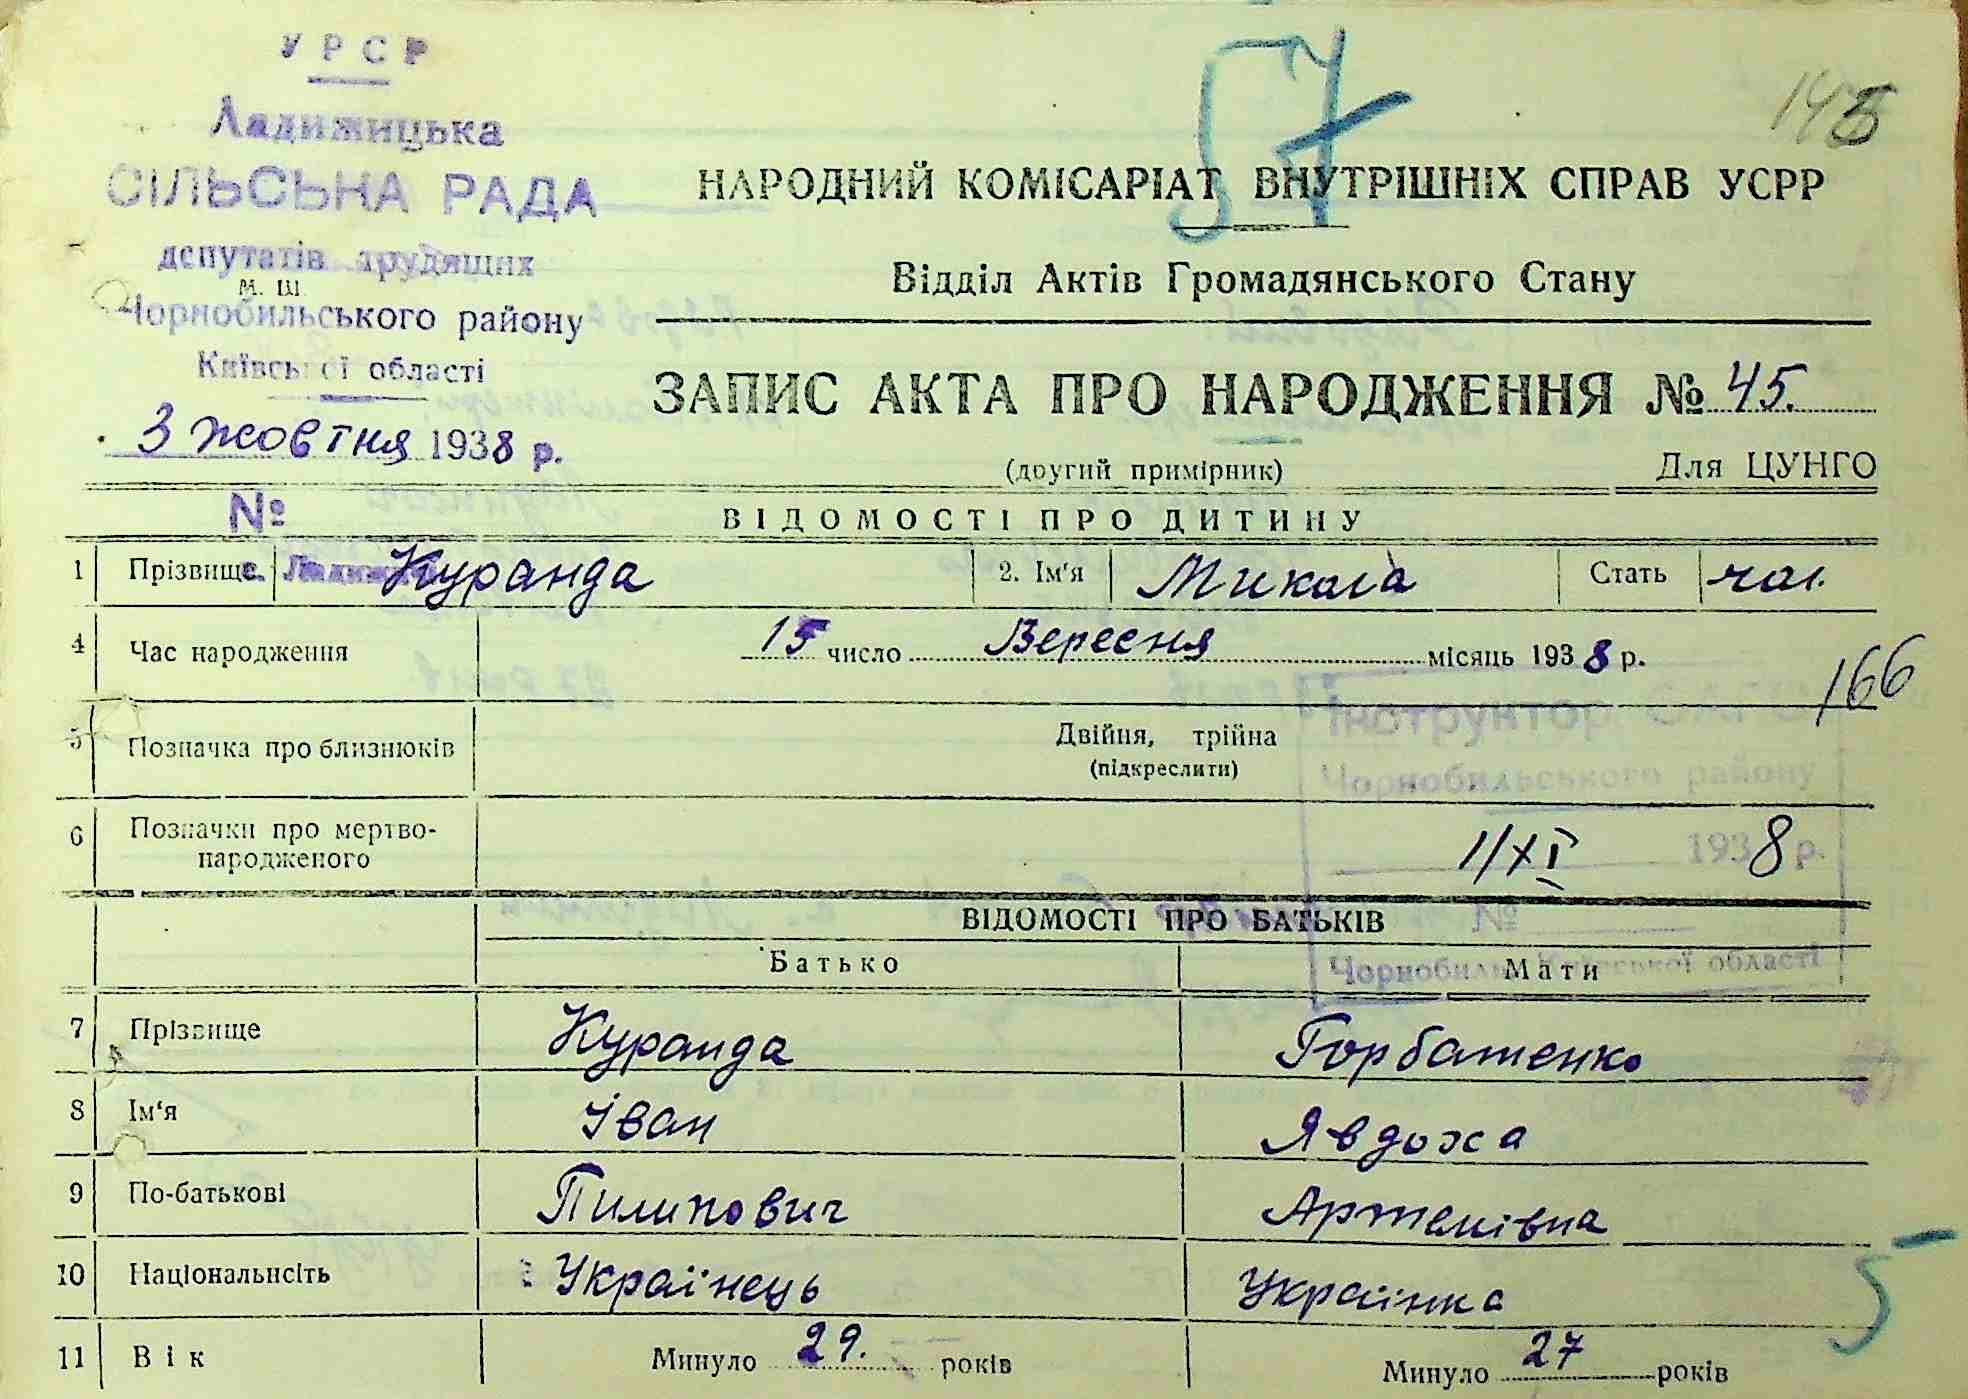 УРСР
Ладижицька
СІЛЬСЬКА РАДА
депутатів трудящих
м. ш.
Чорнобильського району
Київської області
3 жовтня 1938 р.
№
57
145
НАРОДНИЙ КОМІСАРІАТ ВНУТРІШНІХ СПРАВ УСРР
Відділ Актів Громадянського Стану
ЗАПИС АКТА ПРО НАРОДЖЕННЯ № 45.
(другий примірник) Для ЦУНГО
ВІДОМОСТІ ПРО ДИТИНУ
1 Прізвище Куранда 2. Ім'я Микола Стать чол.
4 Час народження 15 число Вересня місяць 1938 р.
166
5 Позначка про близнюків Двійня, трійна
(підкреслити)
Інструктор
Чорнобильського району
6 Позначки про мертво-
народженого
1/XI 1938 р.
№
Чорнобиль Київської області
ВІДОМОСТІ ПРО БАТЬКІВ
Батько Мати
7 Прізвище Куранда Горбатенко
8 Ім'я Іван Явдоха
9 По-батькові Пилипович Артемівна
10 Національність Українець Українка
5
11 Вік Минуло 29. років Минуло 27 років